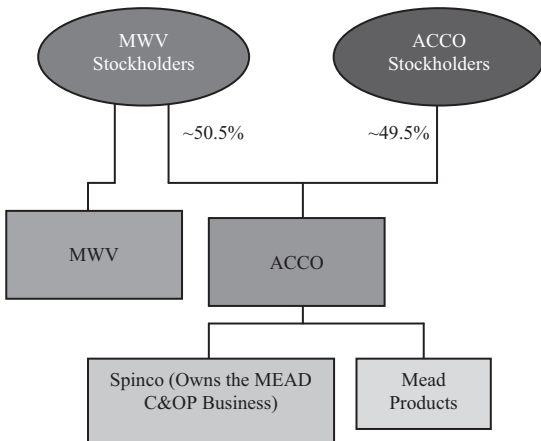 MWV
Stockholders
ACCO
Stockholders
~50.5%
~49.5%
MWV
ACCO
Spinco (Owns the MEAD
C&OP Business)
Mead
Products